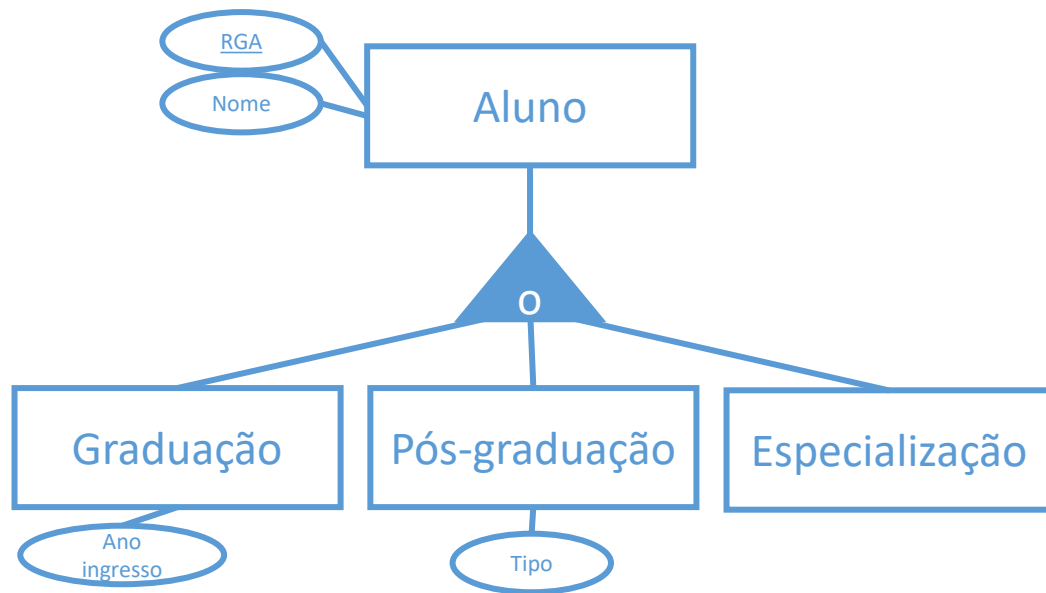 RGA
Nome
Aluno
O
Graduação
Pós-graduação
Especialização
Ano
ingresso
Tipo